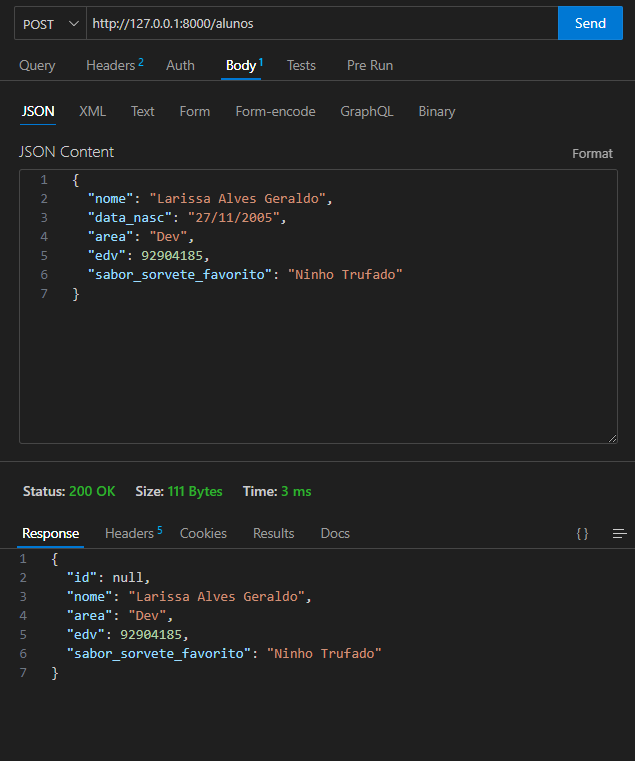 POST http://127.0.0.1:8000/alunos Send
Query Headers 2 Auth Body 1 Tests Pre Run
JSON XML Text Form Form-encode GraphQL Binary
JSON Content Format
1 {
2 "nome": "Larissa Alves Geraldo",
3 "data_nasc": "27/11/2005",
4 "area": "Dev",
5 "edv": 92904185,
6 "sabor_sorvete_favorito": "Ninho Trufado"
7 }
Status: 200 OK Size: 111 Bytes Time: 3 ms
Response Headers 5 Cookies Results Docs { }
1 {
2 "id": null,
3 "nome": "Larissa Alves Geraldo",
4 "area": "Dev",
5 "edv": 92904185,
6 "sabor_sorvete_favorito": "Ninho Trufado"
7 }